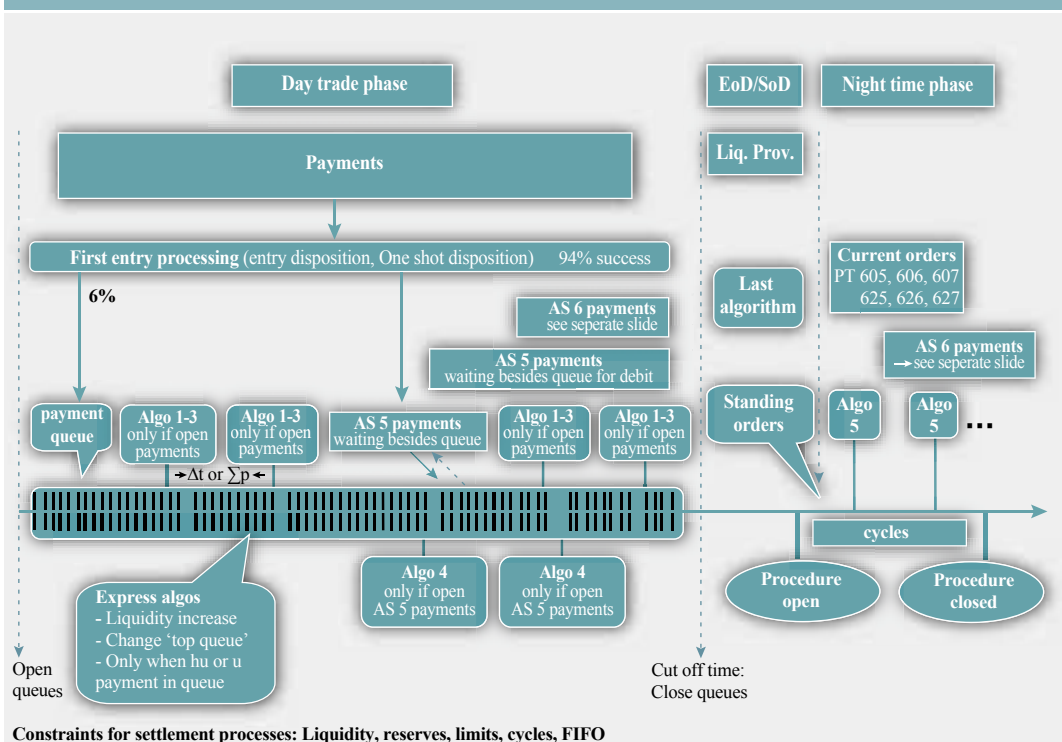 Day trade phase
EoD/SoD
Night time phase
Payments
Liq. Prov.
First entry processing (entry disposition, One shot disposition) 94% success
6%
Current orders
PT 605, 606, 607
625, 626, 627
Last
algorithm
AS 6 payments
see seperate slide
AS 6 payments
see seperate slide
AS 5 payments
waiting besides queue for debit
payment
queue
Algo 1-3
only if open
payments
Algo 1-3
only if open
payments
AS 5 payments
waiting besides queue
Algo 1-3
only if open
payments
Algo 1-3
only if open
payments
Standing
orders
Algo
5
Algo
5
...
Δt or ∑p
cycles
Express algos
- Liquidity increase
- Change ‘top queue’
- Only when hu or u
payment in queue
Algo 4
only if open
AS 5 payments
Algo 4
only if open
AS 5 payments
Procedure
open
Procedure
closed
Open
queues
Cut off time:
Close queues
Constraints for settlement processes: Liquidity, reserves, limits, cycles, FIFO